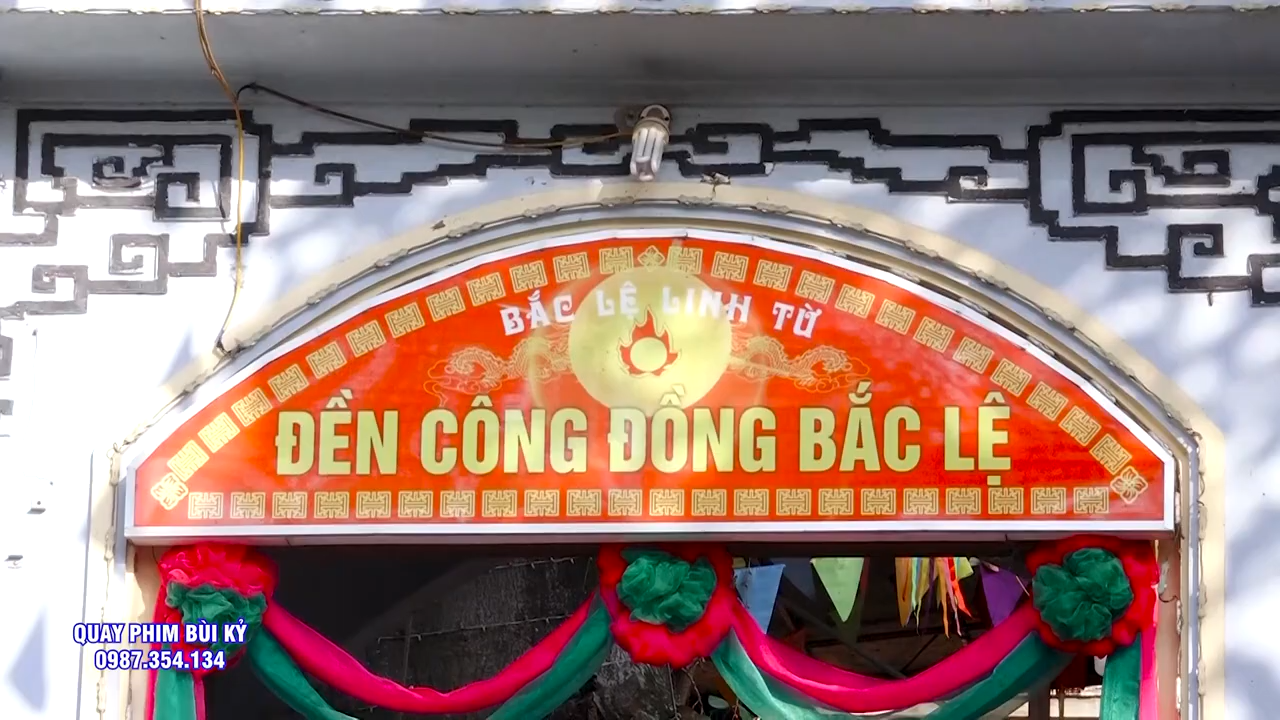 BẮC LỆ LINH TỪ
ĐỀN CÔNG ĐỒNG BẮC LỆ
QUAY PHIM BÙI KỶ
0987.354.134